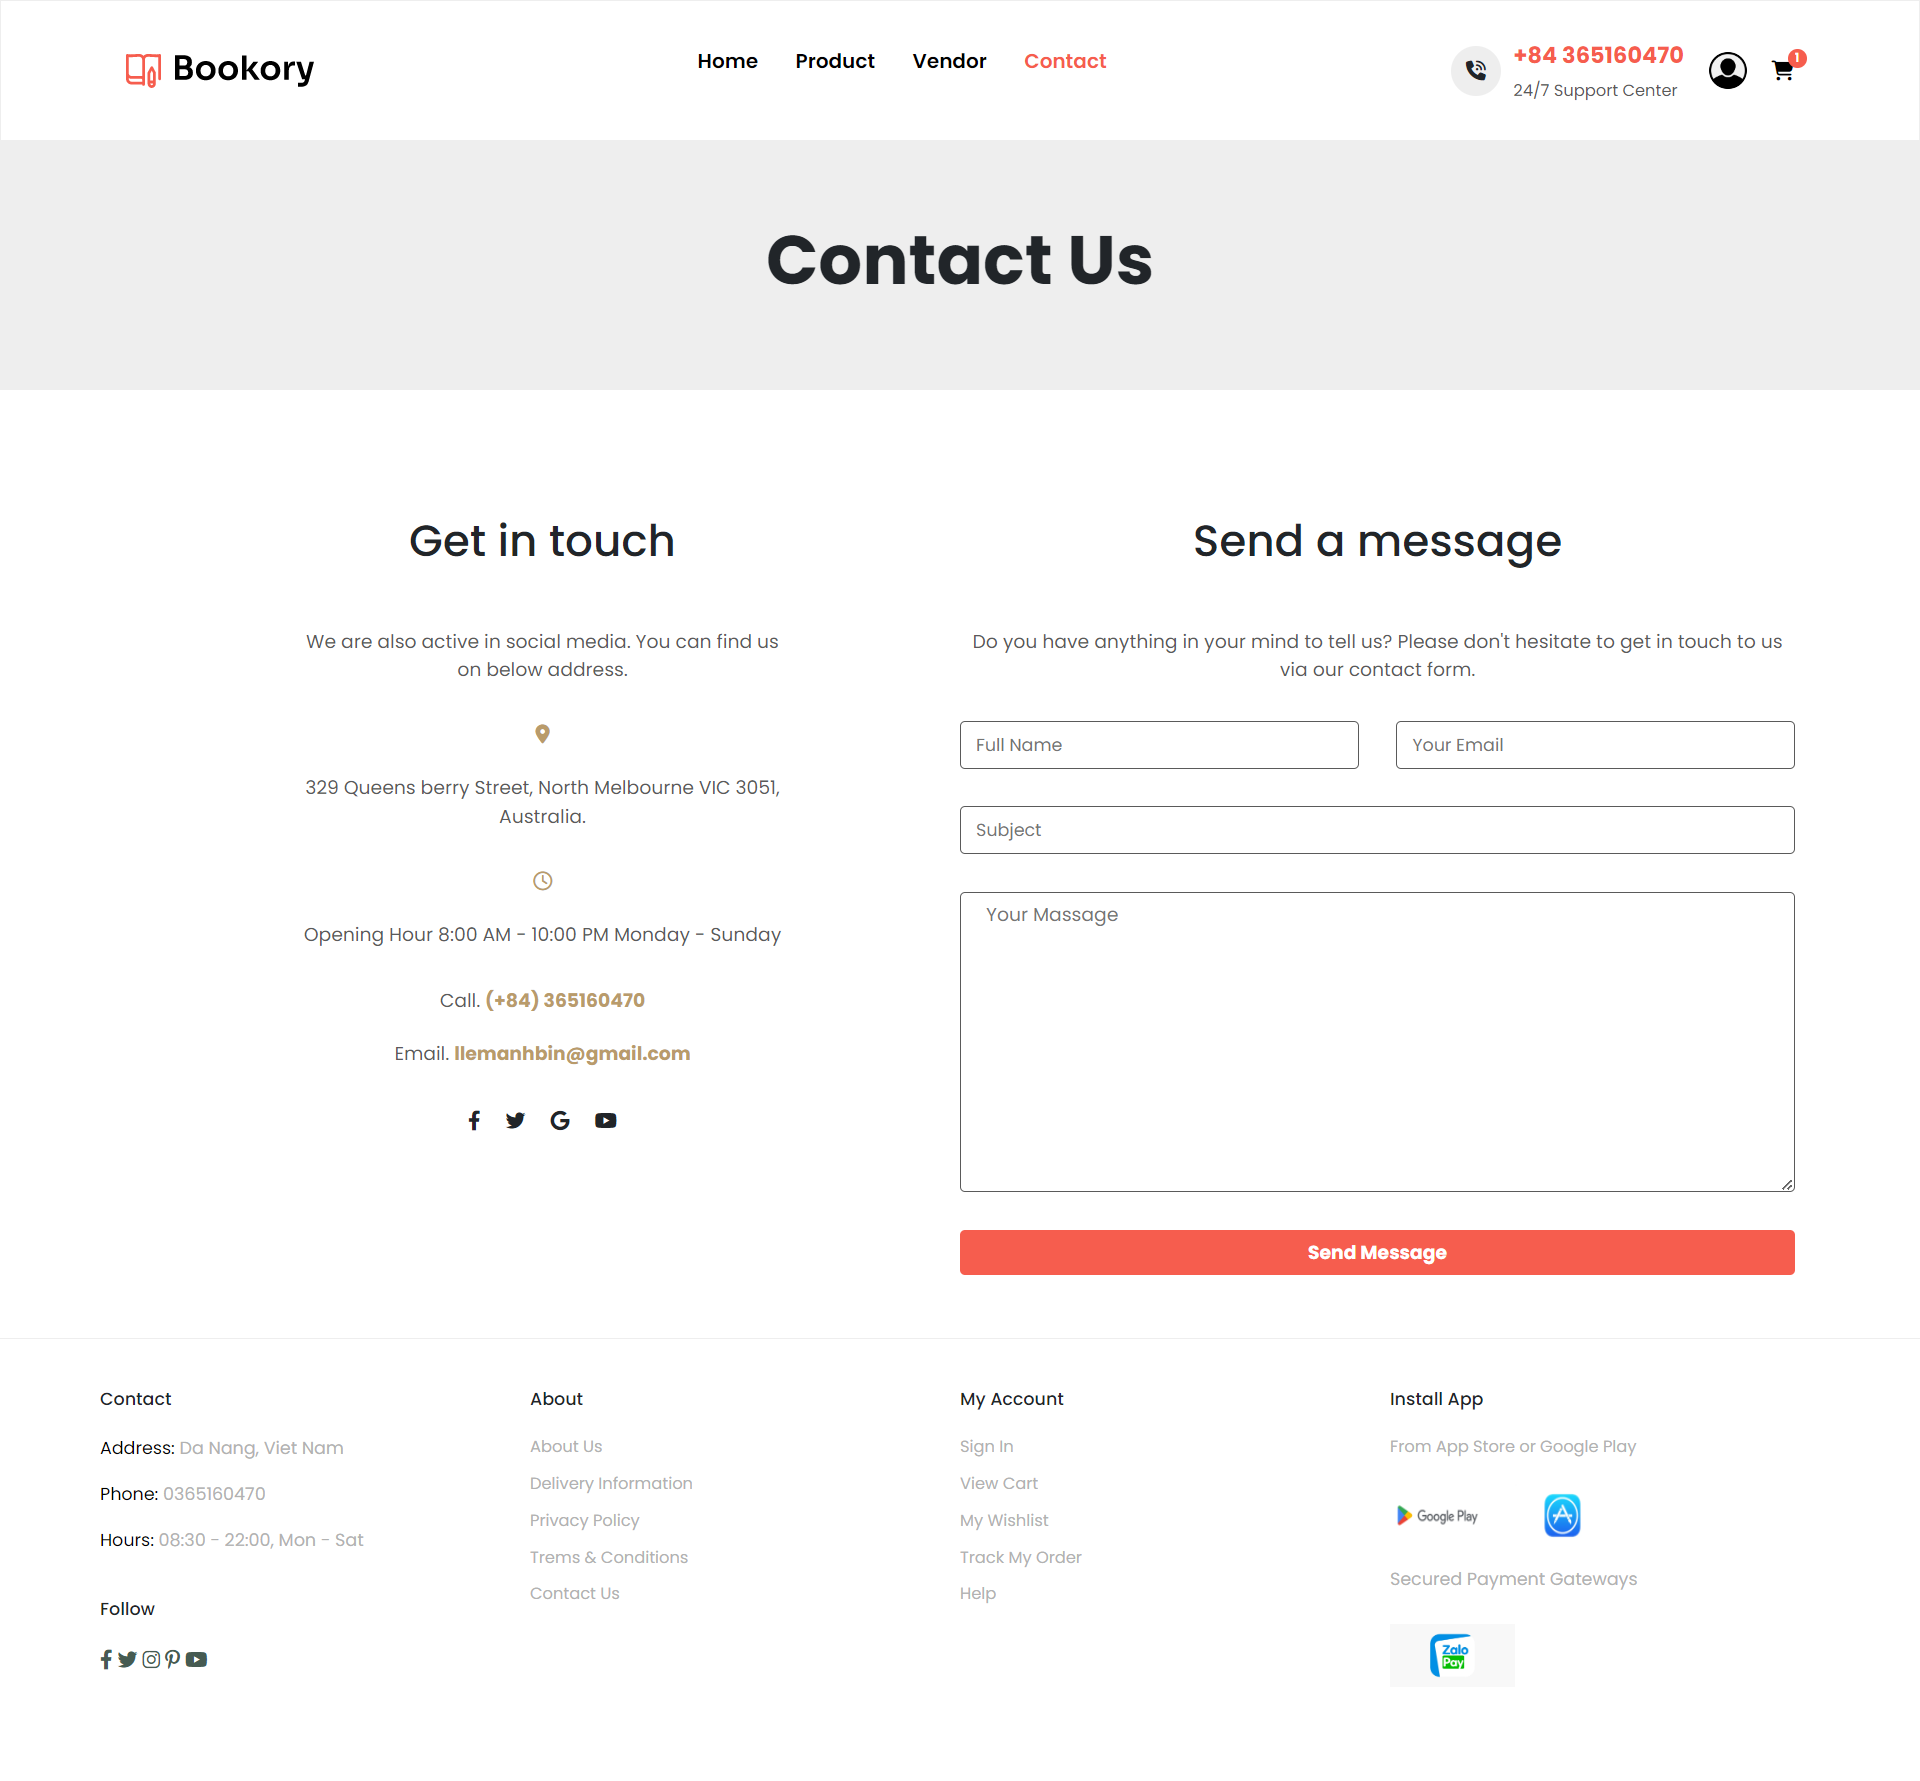 Bookory
Home Product Vendor Contact
+84 365160470
24/7 Support Center
1
Contact Us
Get in touch
We are also active in social media. You can find us
on below address.
329 Queens berry Street, North Melbourne VIC 3051,
Australia.
Opening Hour 8:00 AM - 10:00 PM Monday - Sunday
Call. (+84) 365160470
Email. llemanhbin@gmail.com
Send a message
Do you have anything in your mind to tell us? Please don't hesitate to get in touch to us
via our contact form.
Full Name
Your Email
Subject
Your Massage
Send Message
Contact
Address: Da Nang, Viet Nam
Phone: 0365160470
Hours: 08:30 - 22:00, Mon - Sat
Follow
About
About Us
Delivery Information
Privacy Policy
Trems & Conditions
Contact Us
My Account
Sign In
View Cart
My Wishlist
Track My Order
Help
Install App
From App Store or Google Play
Google Play
Secured Payment Gateways
Zalo
Pay